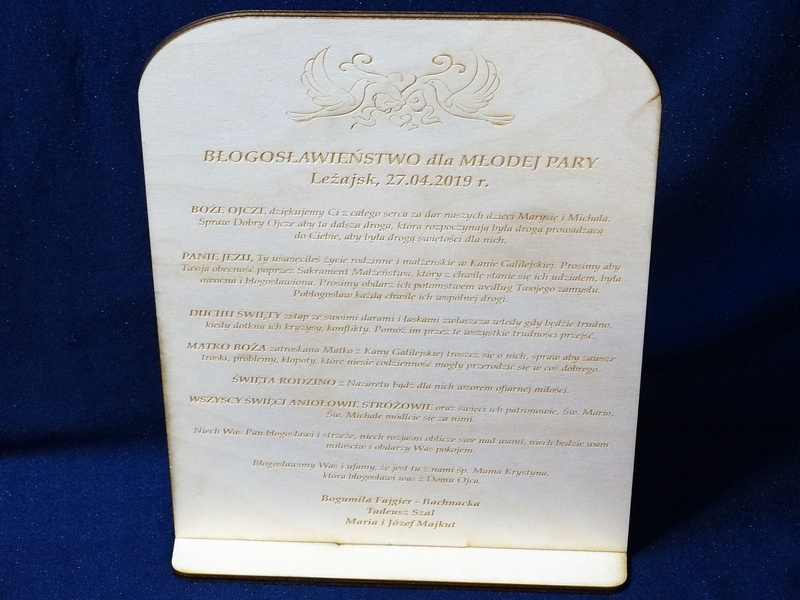 BŁOGOSŁAWIEŃSTWO dla MŁODEJ PARY
Leżajsk, 27.04.2019 r.
BOŻE OJCZE dziękujemy Ci z całego serca za dar naszych dzieci Marysię i Michała.
Spraw Dobry Ojcze aby ta dalsza droga, którą rozpoczynają była drogą prowadzącą
do Ciebie, aby była drogą świętości dla nich.
PANIE JEZU, Ty uświęciłeś życie rodzinne i małżeńskie w Kanie Galilejskiej. Prosimy aby
Twoja obecność poprzez Sakrament Małżeństwa, który z chwilę stanie się ich udziałem, była
owocna i błogosławiona. Prosimy obdarz ich potomstwem według Twojego zamysłu.
Pobłogosław każdą chwilę ich wspólnej drogi.
DUCHU ŚWIĘTY zstąp ze swoimi darami i łaskami zwłaszcza wtedy gdy będzie trudno,
kiedy dotkną ich kryzysy, konflikty. Pomóż im przez te wszystkie trudności przejść.
MATKO BOŻA zatroskana Matko z Kany Galilejskiej troszcz się o nich, spraw aby zawsze
troski, problemy, kłopoty, które niesie codzienność mogły przerodzić się w coś dobrego.
ŚWIĘTA RODZINO z Nazaretu bądź dla nich wzorem ofiarnej miłości.
WSZYSCY ŚWIĘCI ANIOŁOWIE STRÓŻOWIE oraz święci ich patronowie, Św. Mario,
Św. Michale módlcie się za nimi.
Niech Was Pan błogosławi i strzeże, niech rozjaśni oblicze swe nad wami, niech będzie wam
miłościw i obdarzy Was pokojem.
Błogosławimy Was i ufamy, że jest tu z nami śp. Mama Krystyna,
która błogosławi was z Domu Ojca.
Bogumiła Fajgier - Bachnacka
Tadeusz Szal
Maria i Józef Majkut